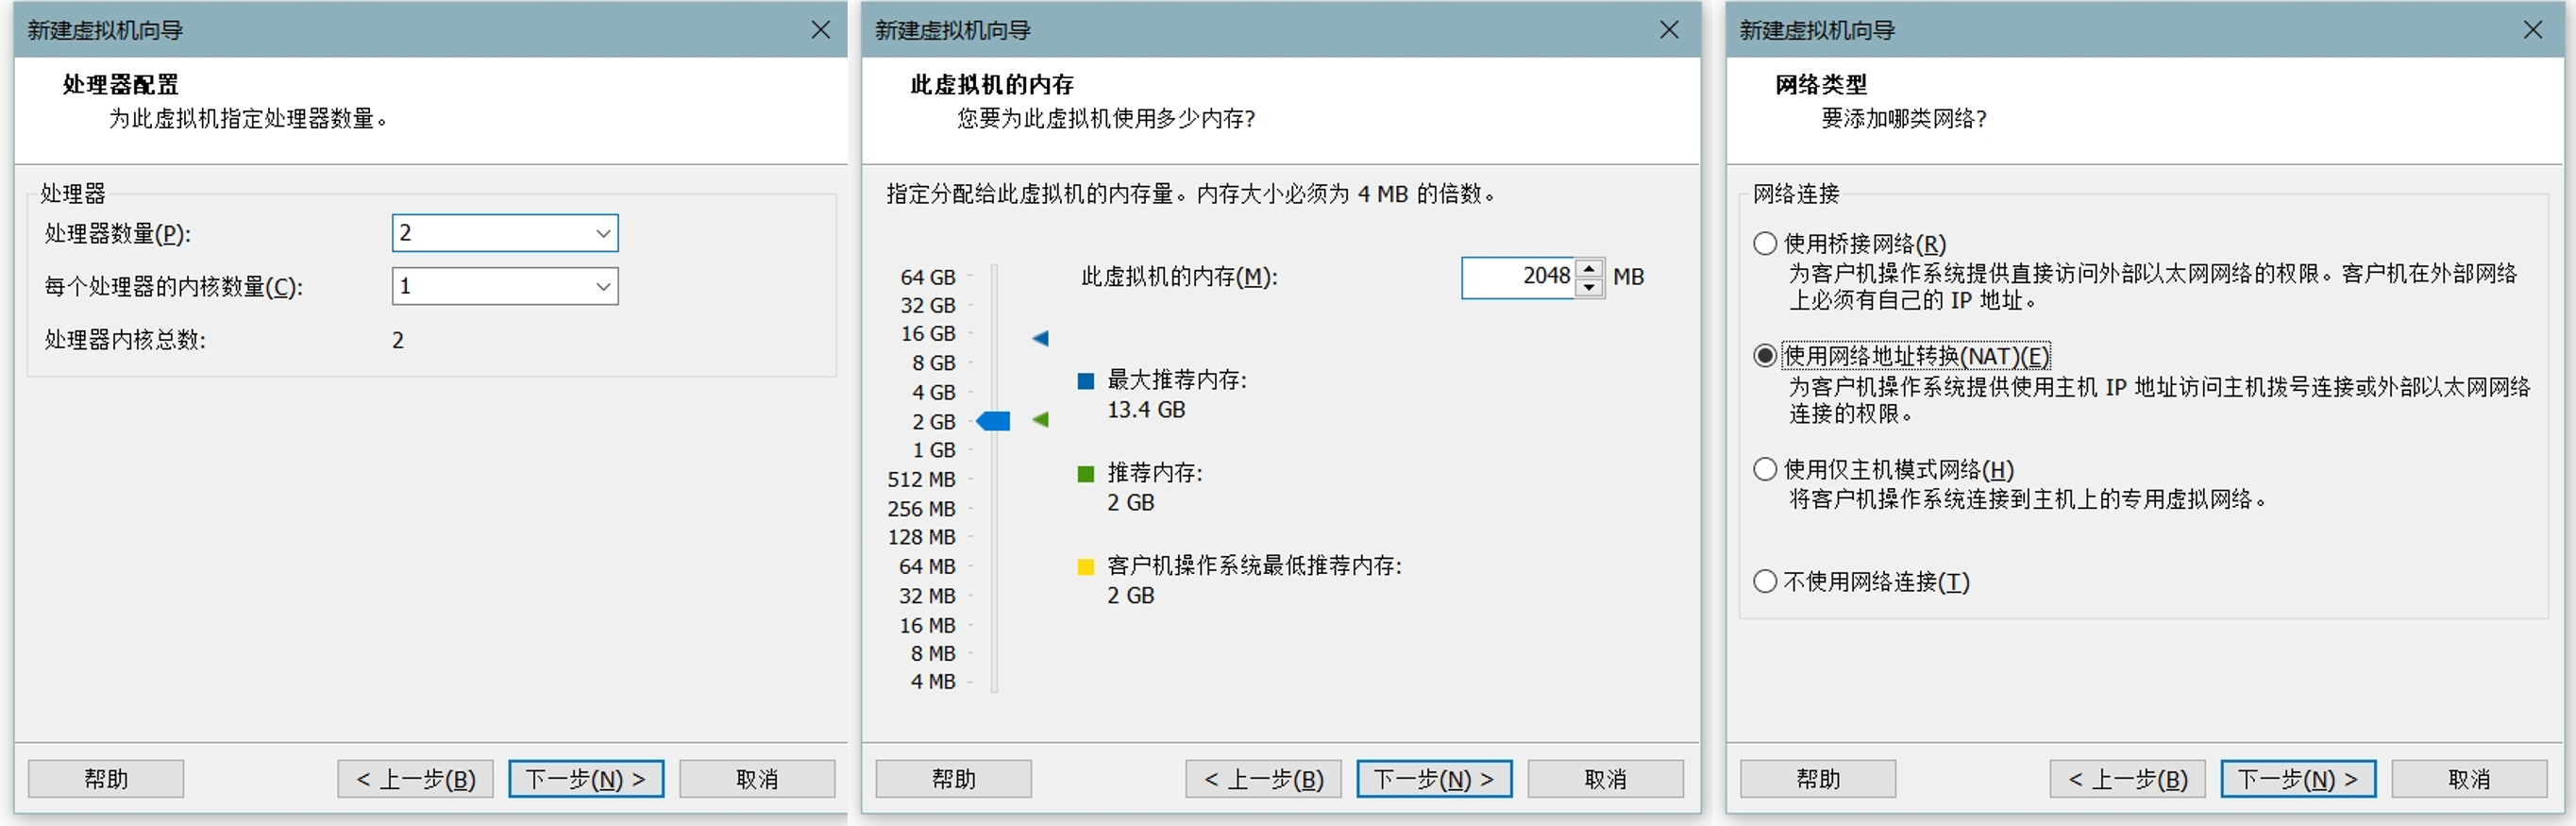 新建虚拟机向导
处理器配置
为此虚拟机指定处理器数量。
处理器
处理器数量(P):
2
每个处理器的内核数量(C):
1
处理器内核总数:
2
帮助
< 上一步(B)
下一步(N) >
取消
新建虚拟机向导
此虚拟机的内存
您要为此虚拟机使用多少内存?
指定分配给此虚拟机的内存量。内存大小必须为 4 MB 的倍数。
64 GB
32 GB
16 GB
8 GB
4 GB
2 GB
1 GB
512 MB
256 MB
128 MB
64 MB
32 MB
16 MB
8 MB
4 MB
此虚拟机的内存(M):
2048 MB
最大推荐内存:
13.4 GB
推荐内存:
2 GB
客户机操作系统最低推荐内存:
2 GB
帮助
< 上一步(B)
下一步(N) >
取消
新建虚拟机向导
网络类型
要添加哪类网络?
网络连接
使用桥接网络(R)
为客户机操作系统提供直接访问外部以太网网络的权限。客户机在外部网络
上必须有自己的 IP 地址。
使用网络地址转换(NAT)(E)
为客户机操作系统提供使用主机 IP 地址访问主机拨号连接或外部以太网网络
连接的权限。
使用仅主机模式网络(H)
将客户机操作系统连接到主机上的专用虚拟网络。
不使用网络连接(T)
帮助
< 上一步(B)
下一步(N) >
取消